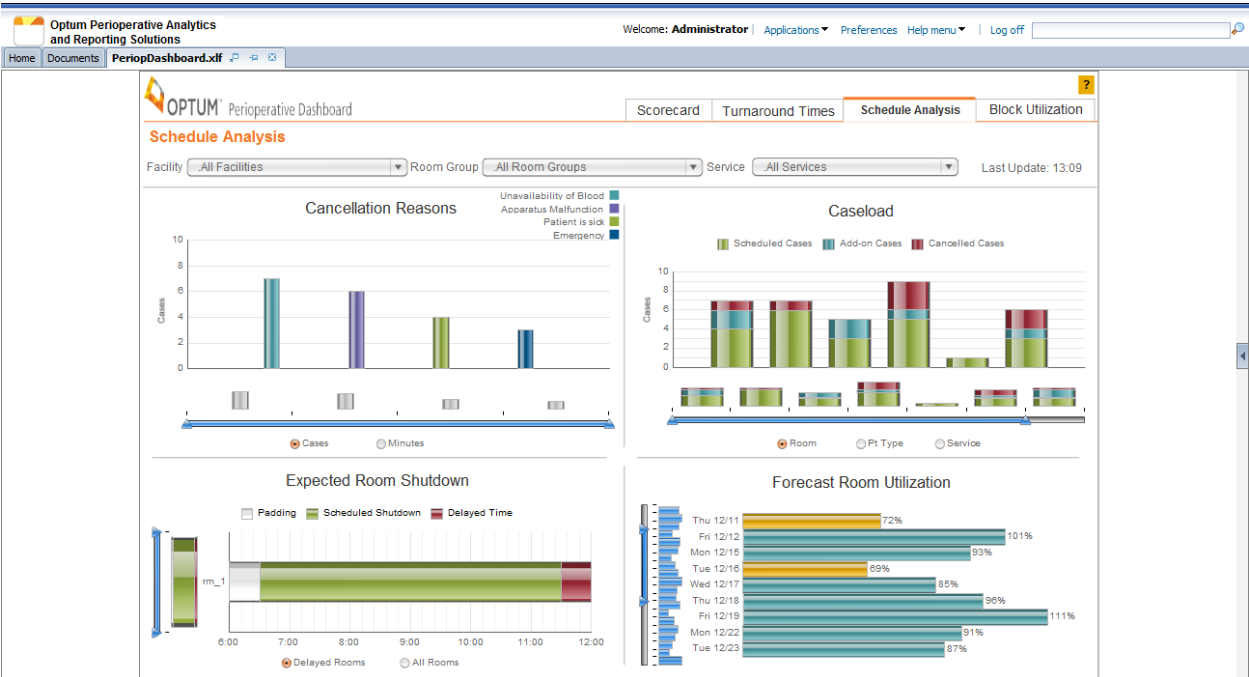 Optum Perioperative Analytics
and Reporting Solutions
Welcome: Administrator | Applications Preferences Help menu | Log off
Home Documents PeriopDashboard.xlf
OPTUM Perioperative Dashboard
?
Scorecard Turnaround Times Schedule Analysis Block Utilization
Schedule Analysis
Facility .All Facilities Room Group .All Room Groups Service .All Services Last Update: 13:09
Cancellation Reasons
Unavailability of Blood
Apparatus Malfunction
Patient is sick
Emergency
10
8
6
4
2
0
Cases
Cases Minutes
Caseload
Scheduled Cases Add-on Cases Cancelled Cases
10
8
6
4
2
0
Cases
Room Pt Type Service
Expected Room Shutdown
Padding Scheduled Shutdown Delayed Time
rm_1
6:00 7:00 8:00 9:00 10:00 11:00 12:00
Delayed Rooms All Rooms
Forecast Room Utilization
Thu 12/11 72%
Fri 12/12 101%
Mon 12/15 93%
Tue 12/16 69%
Wed 12/17 85%
Thu 12/18 96%
Fri 12/19 111%
Mon 12/22 91%
Tue 12/23 87%